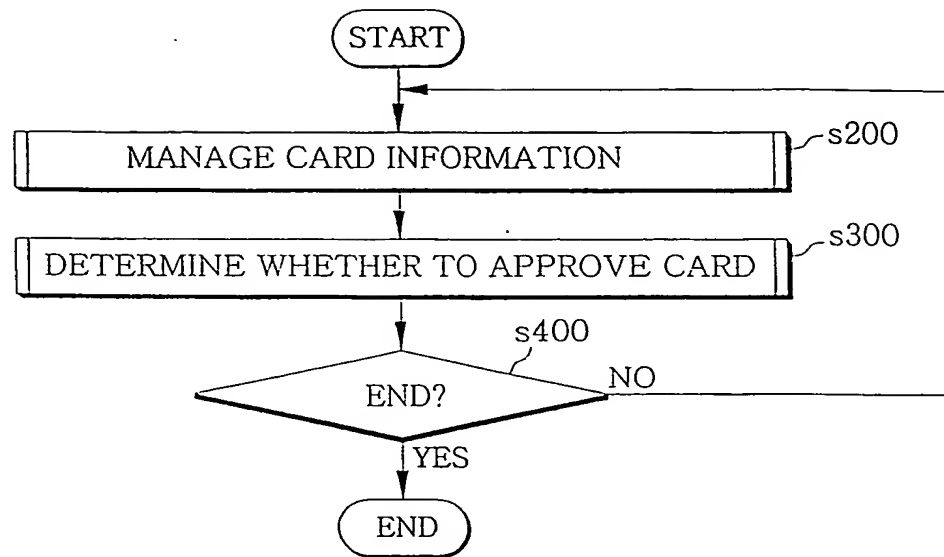 START
MANAGE CARD INFORMATION
s200
DETERMINE WHETHER TO APPROVE CARD
s300
s400
END?
NO
YES
END